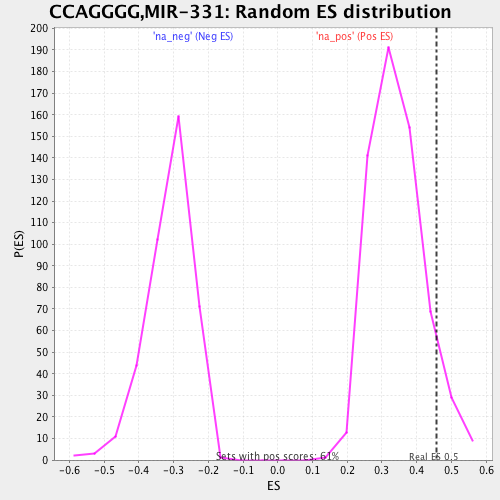 CCAGGGG,MIR-331: Random ES distribution
'na_neg' (Neg ES)
'na_pos' (Pos ES)
P(ES)
200
190
180
170
160
150
140
130
120
110
100
90
80
70
60
50
40
30
20
10
0
Sets with pos scores: 61%
Real ES 0.5
-0.6 -0.5 -0.4 -0.3 -0.2 -0.1 0.0 0.1 0.2 0.3 0.4 0.5 0.6
ES